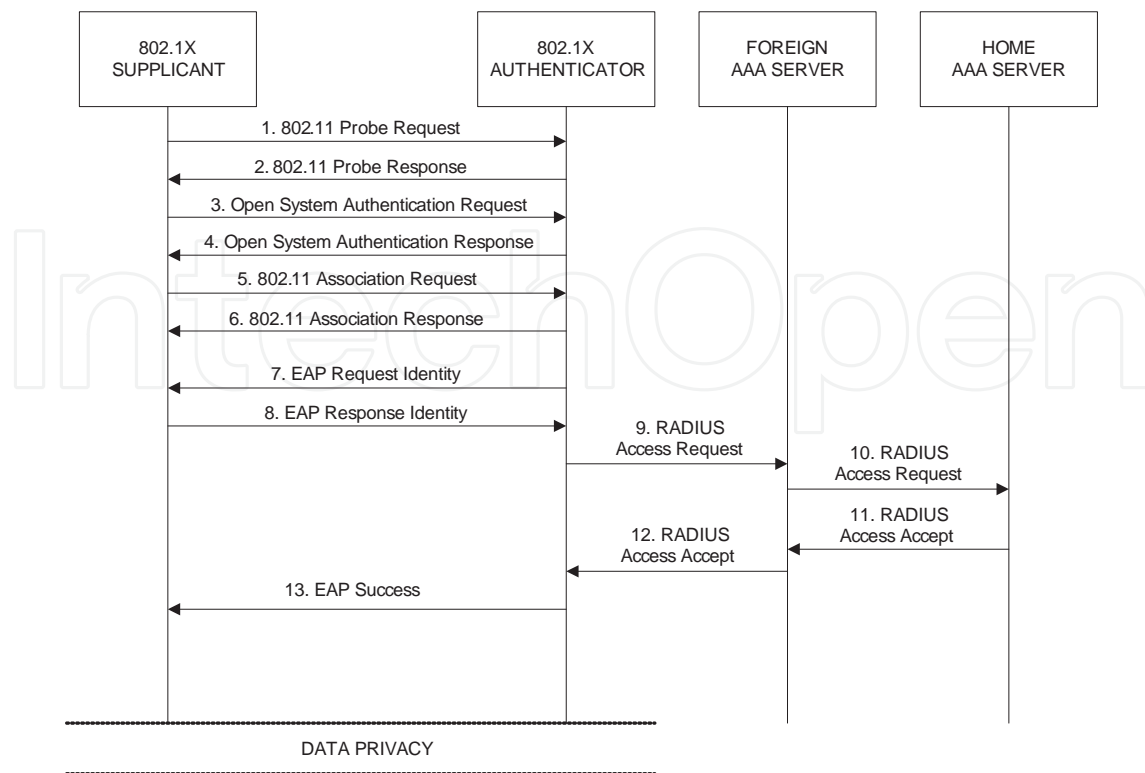 802.1X
SUPPLICANT
802.1X
AUTHENTICATOR
FOREIGN
AAA SERVER
HOME
AAA SERVER
1. 802.11 Probe Request
2. 802.11 Probe Response
3. Open System Authentication Request
4. Open System Authentication Response
5. 802.11 Association Request
6. 802.11 Association Response
7. EAP Request Identity
8. EAP Response Identity
9. RADIUS
Access Request
10. RADIUS
Access Request
11. RADIUS
Access Accept
12. RADIUS
Access Accept
13. EAP Success
DATA PRIVACY
IntechOpen